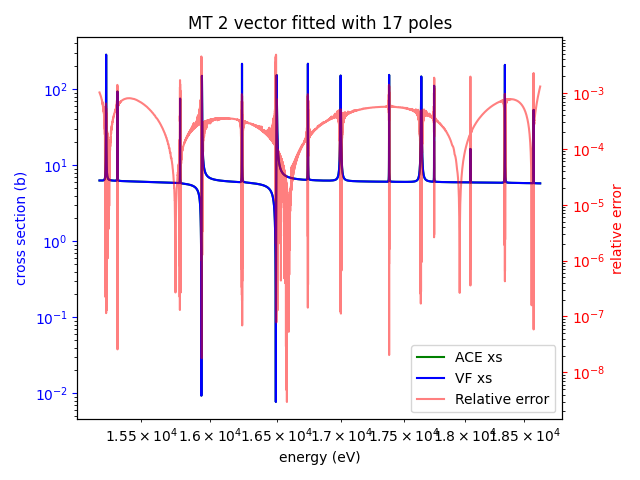 MT 2 vector fitted with 17 poles
cross section (b)
10²
10¹
10⁰
10⁻¹
10⁻²
10⁻³
10⁻⁴
10⁻⁵
10⁻⁶
10⁻⁷
10⁻⁸
relative error
ACE xs
VF xs
Relative error
1.55 × 10⁴ 1.6 × 10⁴ 1.65 × 10⁴ 1.7 × 10⁴ 1.75 × 10⁴ 1.8 × 10⁴ 1.85 × 10⁴
energy (eV)